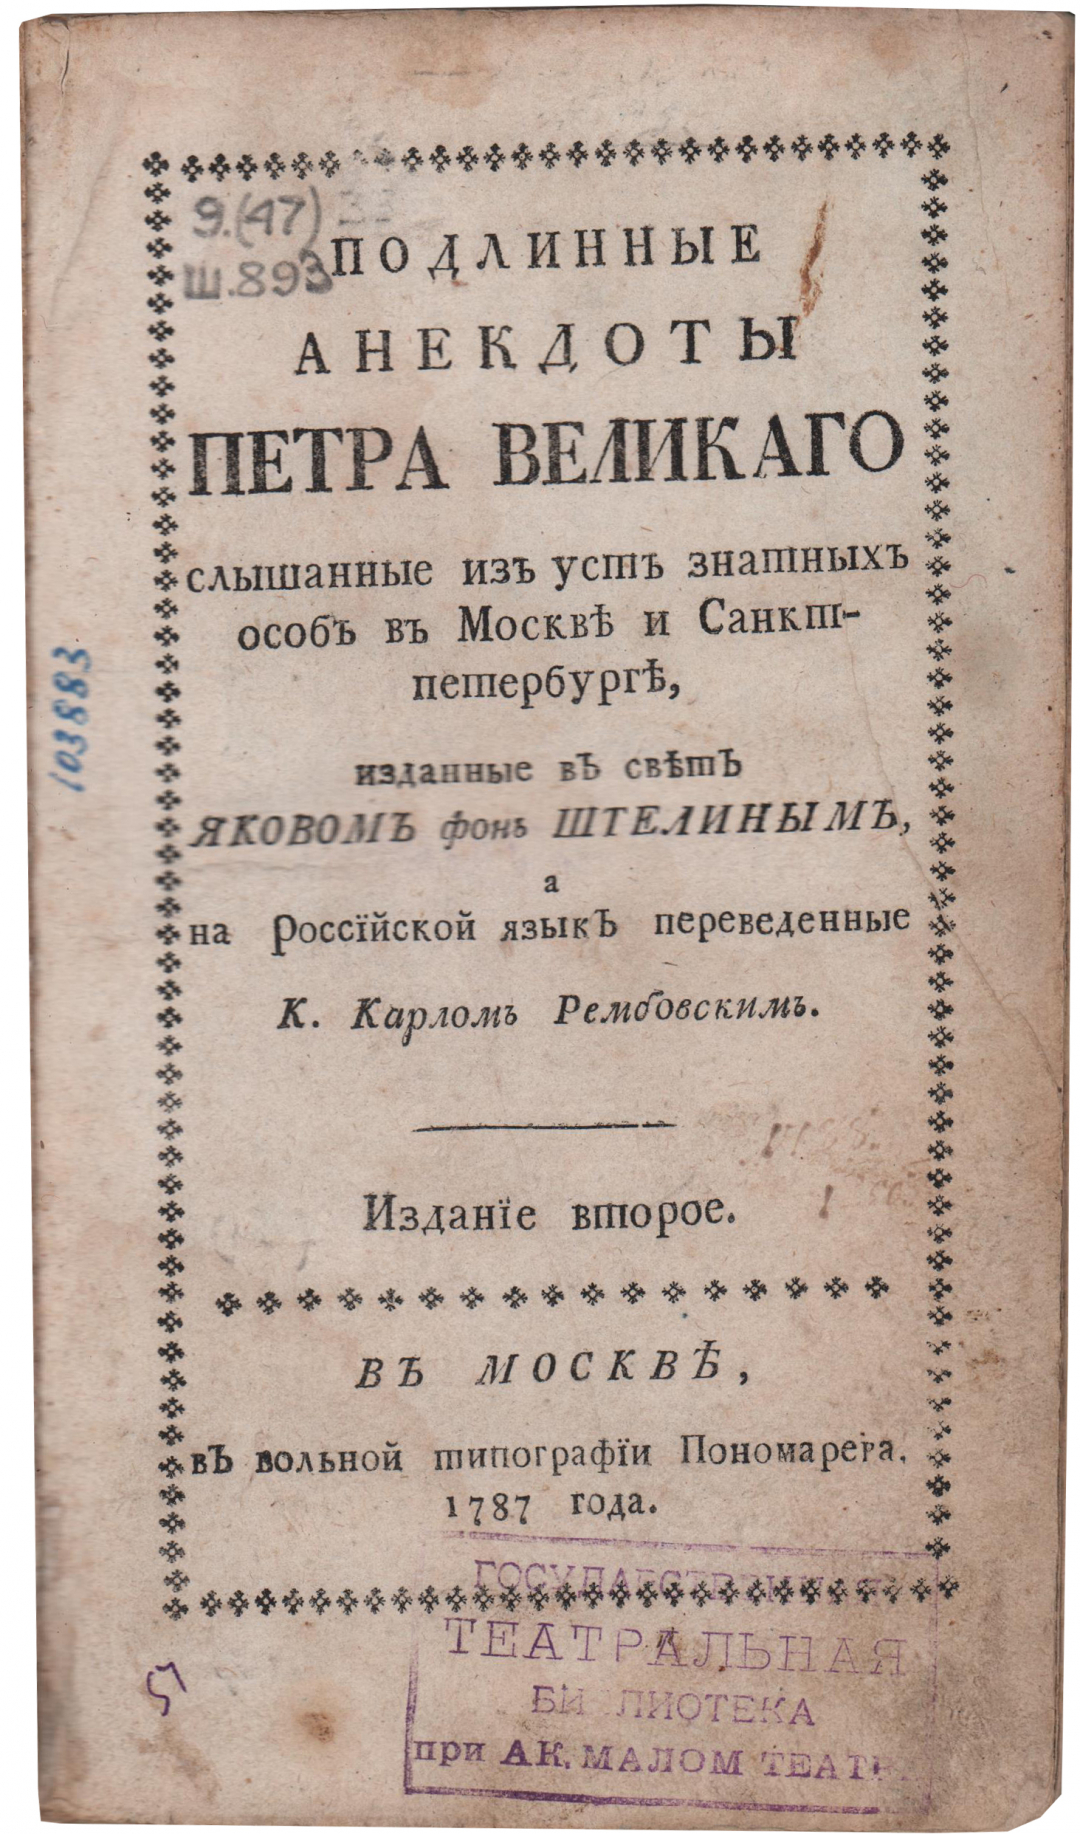 9.(47)
Ш.893
ПОДЛИННЫЕ
АНЕКДОТЫ
ПЕТРА ВЕЛИКАГО
слышанные изъ устъ знатныхъ
особъ въ Москвѣ и Санкт-
петербургѣ,
изданные въ свѣтъ
ЯКОВОМЪ фонъ ШТЕЛИНЫМЪ,
а
на Россїйской языкъ переведенные
К. Карломъ Рембовскимъ.
Изданїе второе.
ВЪ МОСКВѢ,
въ вольной типографїи Пономарева.
1787 года.
103883
ГОСУДАРСТВЕННАЯ
ТЕАТРАЛЬНАЯ
БИБЛИОТЕКА
при АК. МАЛОМ ТЕАТРЕ